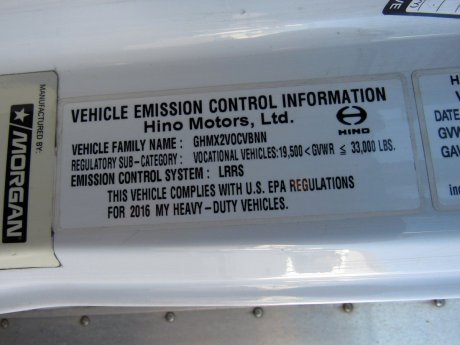 VEHICLE EMISSION CONTROL INFORMATION
Hino Motors, Ltd.
HINO
VEHICLE FAMILY NAME : GHMX2VOCVBNN
REGULATORY SUB-CATEGORY : VOCATIONAL VEHICLES:19,500 < GVWR ≤ 33,000 LBS.
EMISSION CONTROL SYSTEM : LRRS
THIS VEHICLE COMPLIES WITH U.S. EPA REGULATIONS
FOR 2016 MY HEAVY-DUTY VEHICLES.
MANUFACTURED BY:
MORGAN
H
V
DATE
GVW
GAV